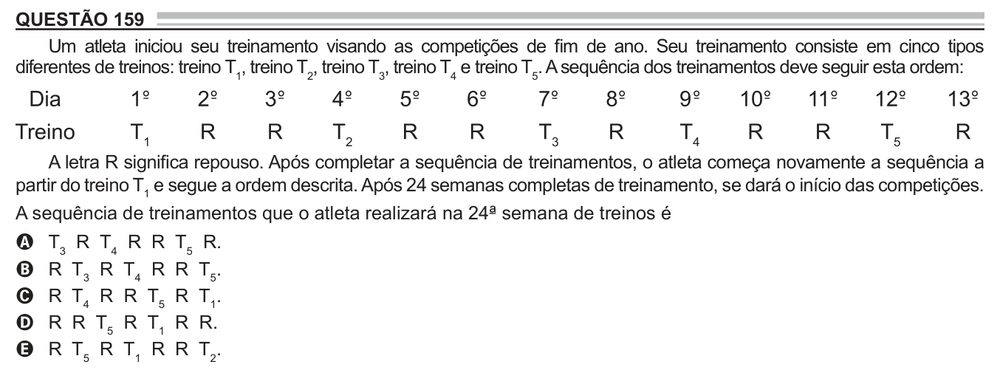 QUESTÃO 159
Um atleta iniciou seu treinamento visando as competições de fim de ano. Seu treinamento consiste em cinco tipos
diferentes de treinos: treino T₁, treino T₂, treino T₃, treino T₄ e treino T₅. A sequência dos treinamentos deve seguir esta ordem:
Dia 1º 2º 3º 4º 5º 6º 7º 8º 9º 10º 11º 12º 13º
Treino T₁ R R T₂ R R T₃ R T₄ R R T₅ R
A letra R significa repouso. Após completar a sequência de treinamentos, o atleta começa novamente a sequência a
partir do treino T₁ e segue a ordem descrita. Após 24 semanas completas de treinamento, se dará o início das competições.
A sequência de treinamentos que o atleta realizará na 24ª semana de treinos é
A T₃ R T₄ R R T₅ R.
B R T₃ R T₄ R R T₅.
C R T₄ R R T₅ R T₁.
D R R T₅ R T₁ R R.
E R T₅ R T₁ R R T₂.